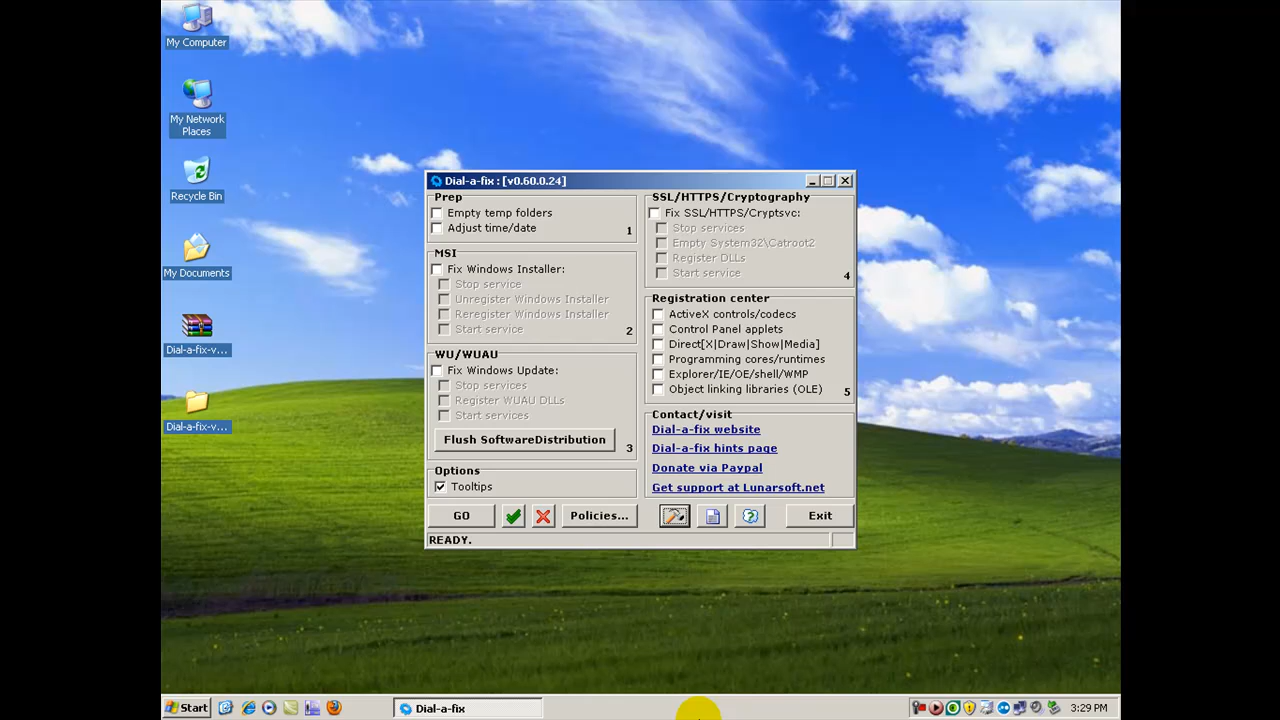 My Computer
My Network
Places
Recycle Bin
My Documents
Dial-a-fix-v...
Dial-a-fix-v...
Dial-a-fix : [v0.60.0.24]
Prep
Empty temp folders
Adjust time/date
1
MSI
Fix Windows Installer:
Stop service
Unregister Windows Installer
Reregister Windows Installer
Start service
2
WU/WUAU
Fix Windows Update:
Stop services
Register WUAU DLLs
Start services
Flush SoftwareDistribution
3
Options
Tooltips
SSL/HTTPS/Cryptography
Fix SSL/HTTPS/Cryptsvc:
Stop services
Empty System32\Catroot2
Register DLLs
Start service
4
Registration center
ActiveX controls/codecs
Control Panel applets
Direct[X|Draw|Show|Media]
Programming cores/runtimes
Explorer/IE/OE/shell/WMP
Object linking libraries (OLE)
5
Contact/visit
Dial-a-fix website
Dial-a-fix hints page
Donate via Paypal
Get support at Lunarsoft.net
GO
Policies...
Exit
READY.
Start
Dial-a-fix
3:29 PM